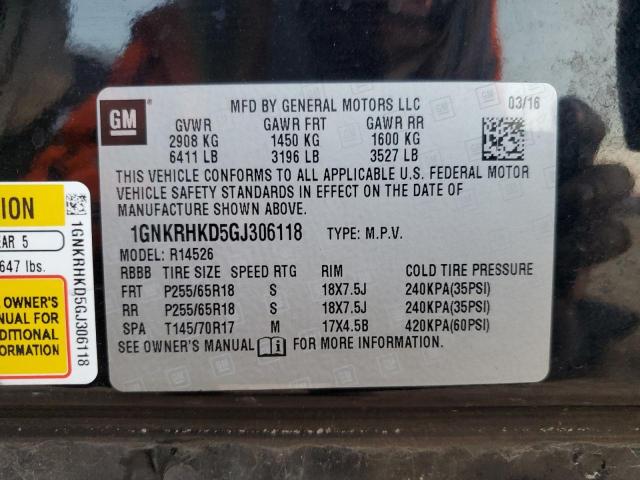 GM
MFD BY GENERAL MOTORS LLC 03/16
GVWR GAWR FRT GAWR RR
2908 KG 1450 KG 1600 KG
6411 LB 3196 LB 3527 LB
THIS VEHICLE CONFORMS TO ALL APPLICABLE U.S. FEDERAL MOTOR
VEHICLE SAFETY STANDARDS IN EFFECT ON THE DATE OF
MANUFACTURE SHOWN ABOVE.
1GNKRHKD5GJ306118 TYPE: M.P.V.
MODEL: R14526
RBBB TIRE SIZE SPEED RTG RIM COLD TIRE PRESSURE
FRT P255/65R18 S 18X7.5J 240KPA(35PSI)
RR P255/65R18 S 18X7.5J 240KPA(35PSI)
SPA T145/70R17 M 17X4.5B 420KPA(60PSI)
SEE OWNER'S MANUAL FOR MORE INFORMATION.
ION
EAR 5
647 lbs.
OWNER'S
NUAL FOR
DITIONAL
ORMATION
1GNKRHKD5GJ306118